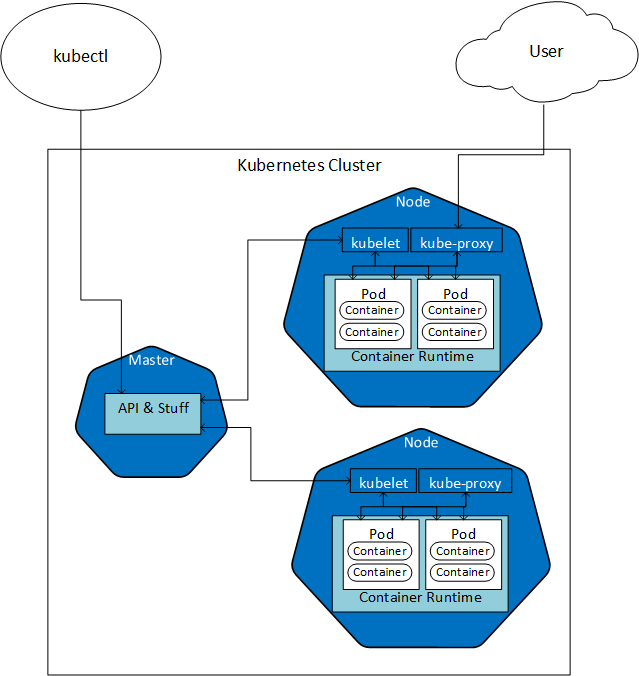 kubectl
User
Kubernetes Cluster
Node
kubelet
kube-proxy
Pod
Container
Container
Pod
Container
Container
Container Runtime
Master
API & Stuff
Node
kubelet
kube-proxy
Pod
Container
Container
Pod
Container
Container
Container Runtime